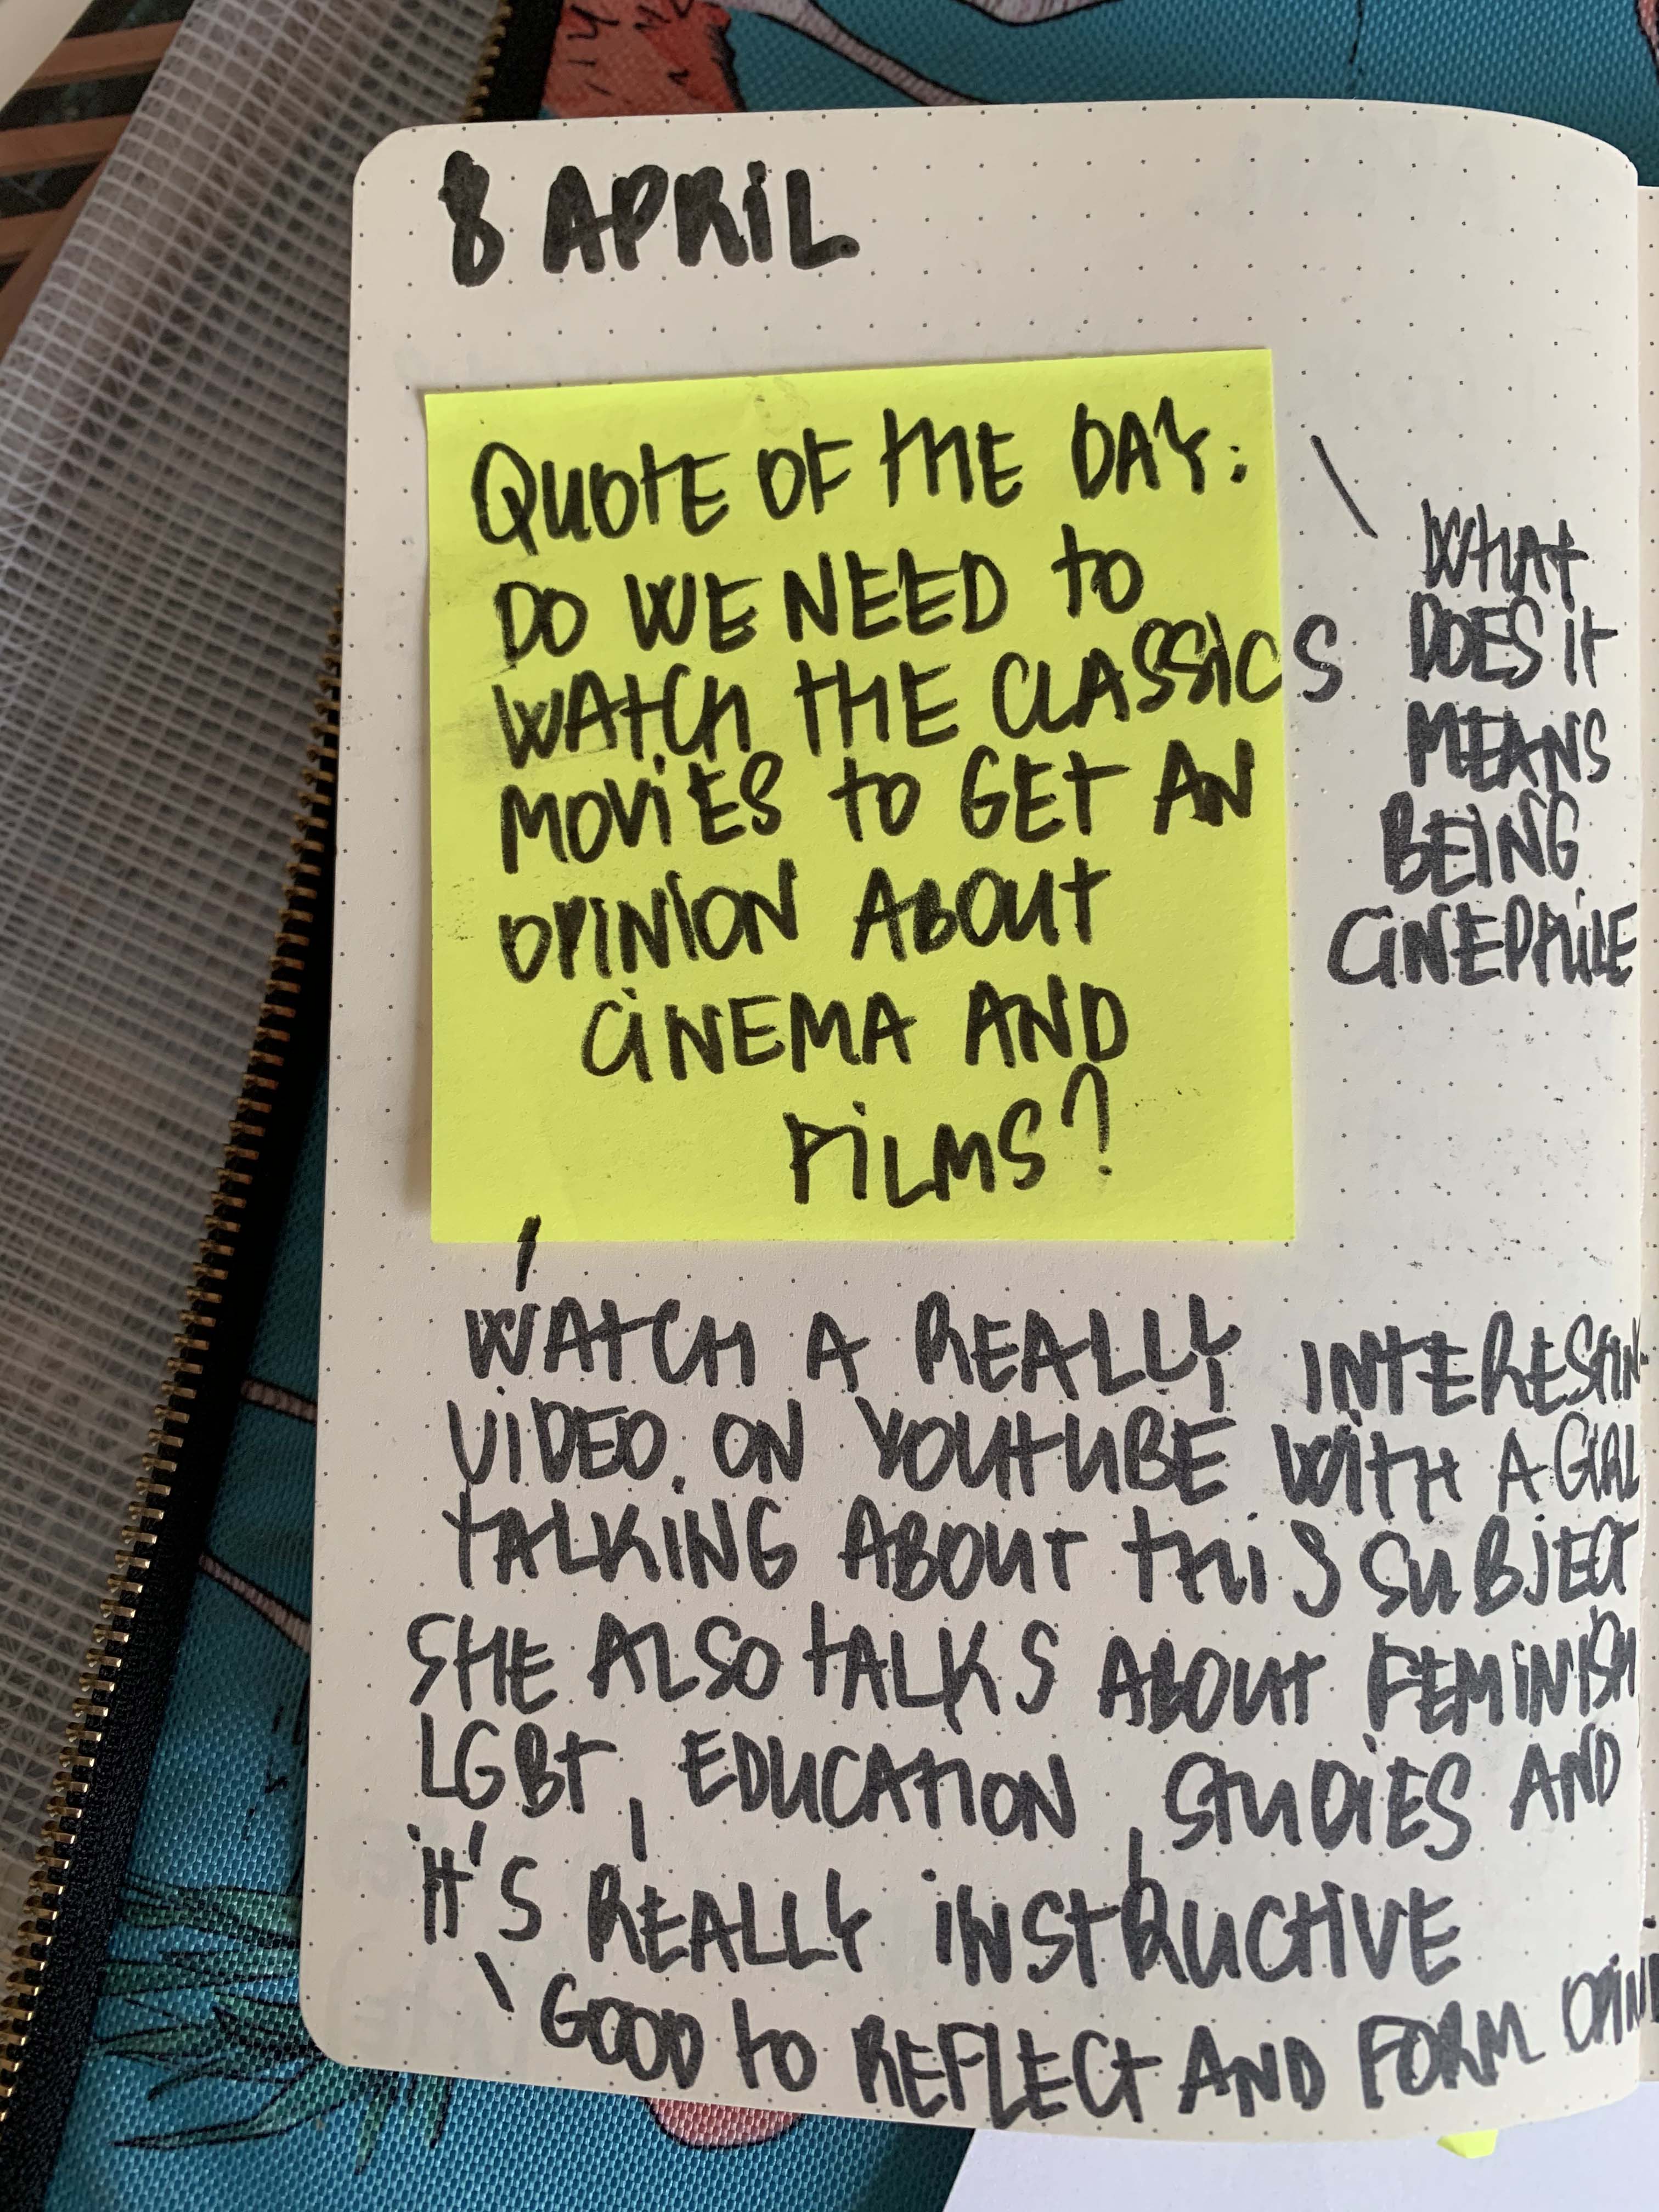 8 APRIL
QUOTE OF THE DAY:
DO WE NEED TO
WATCH THE CLASSICS
MOVIES TO GET AN
OPINION ABOUT
CINEMA AND
FILMS?
WHAT
DOES IT
MEANS
BEING
CINEPHILE
WATCH A REALLY INTERESTIN
VIDEO ON YOUTUBE WITH A GIRL
TALKING ABOUT THIS SUBJECT
SHE ALSO TALKS ABOUT FEMINISM,
LGBT, EDUCATION, STUDIES AND
IT'S REALLY INSTRUCTIVE
GOOD TO REFLECT AND FORM OPIN